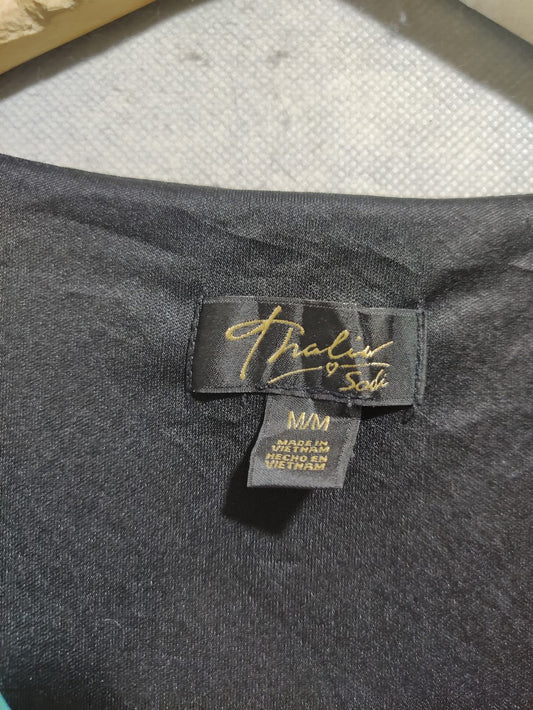 Thalia
Sodi
M/M
MADE IN
VIETNAM
HECHO EN
VIETNAM